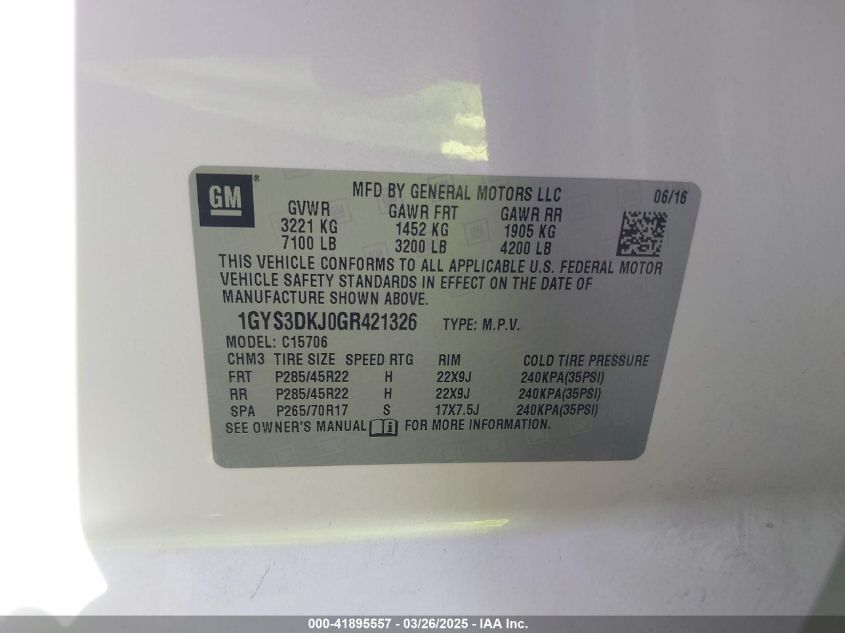 GM® MFD BY GENERAL MOTORS LLC 06/16
GVWR GAWR FRT GAWR RR
3221 KG 1452 KG 1905 KG
7100 LB 3200 LB 4200 LB
THIS VEHICLE CONFORMS TO ALL APPLICABLE U.S. FEDERAL MOTOR
VEHICLE SAFETY STANDARDS IN EFFECT ON THE DATE OF
MANUFACTURE SHOWN ABOVE.
1GYS3DKJ0GR421326 TYPE: M.P.V.
MODEL: C15706
CHM3 TIRE SIZE SPEED RTG RIM COLD TIRE PRESSURE
FRT P285/45R22 H 22X9J 240KPA(35PSI)
RR P285/45R22 H 22X9J 240KPA(35PSI)
SPA P265/70R17 S 17X7.5J 240KPA(35PSI)
SEE OWNER'S MANUAL i FOR MORE INFORMATION.
000-41895557 - 03/26/2025 - IAA Inc.